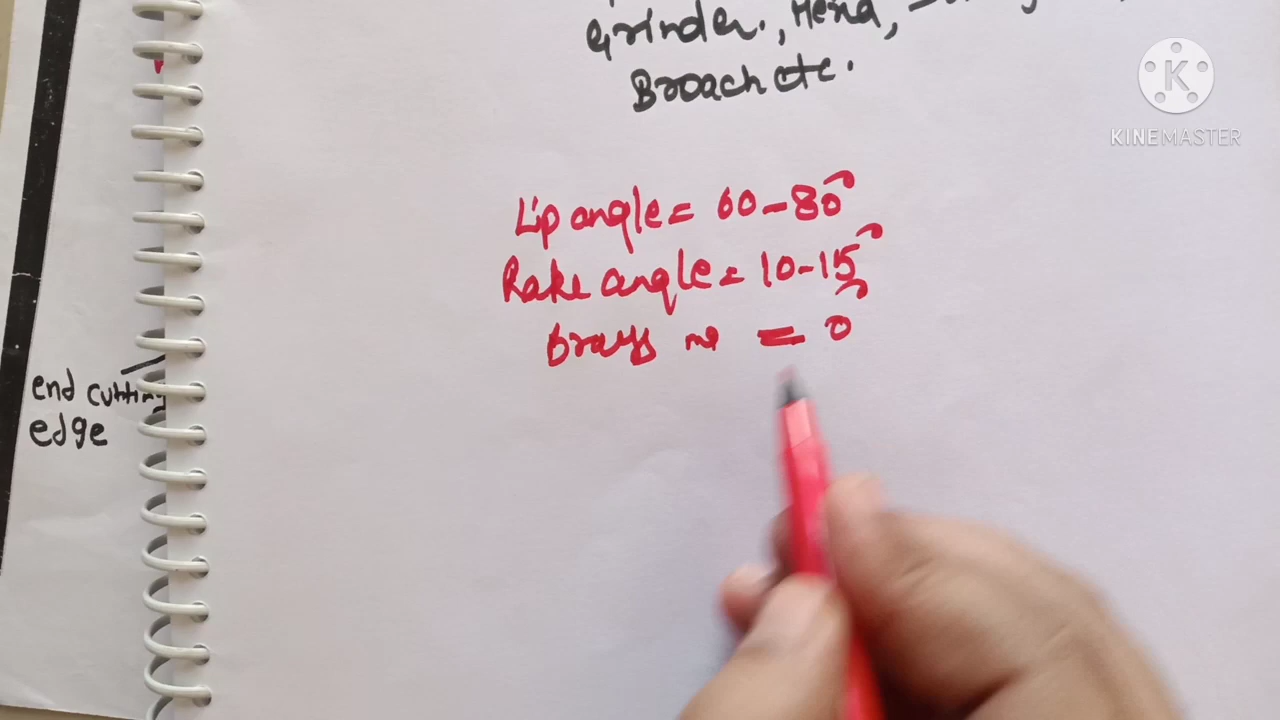 Grinder., Hend,
Broach etc.
KINEMASTER
Lip angle = 60-80°
Rake angle = 10-15°
Brass = 0°
end cutting
edge